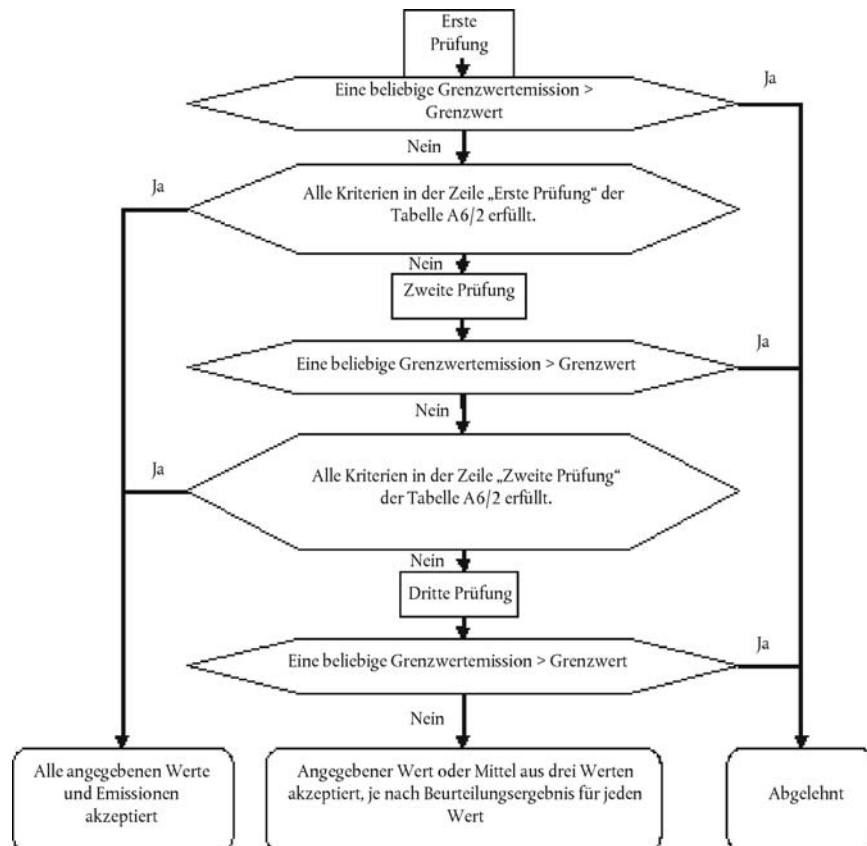 Erste
Prüfung
Ja
Eine beliebige Grenzwertemission >
Grenzwert
Nein
Ja
Alle Kriterien in der Zeile „Erste Prüfung“ der
Tabelle A6/2 erfüllt.
Nein
Zweite Prüfung
Ja
Eine beliebige Grenzwertemission > Grenzwert
Nein
Ja
Alle Kriterien in der Zeile „Zweite Prüfung“
der Tabelle A6/2 erfüllt.
Nein
Dritte Prüfung
Ja
Eine beliebige Grenzwertemission > Grenzwert
Nein
Alle angegebenen Werte
und Emissionen
akzeptiert
Angegebener Wert oder Mittel aus drei Werten
akzeptiert, je nach Beurteilungsergebnis für jeden
Wert
Abgelehnt